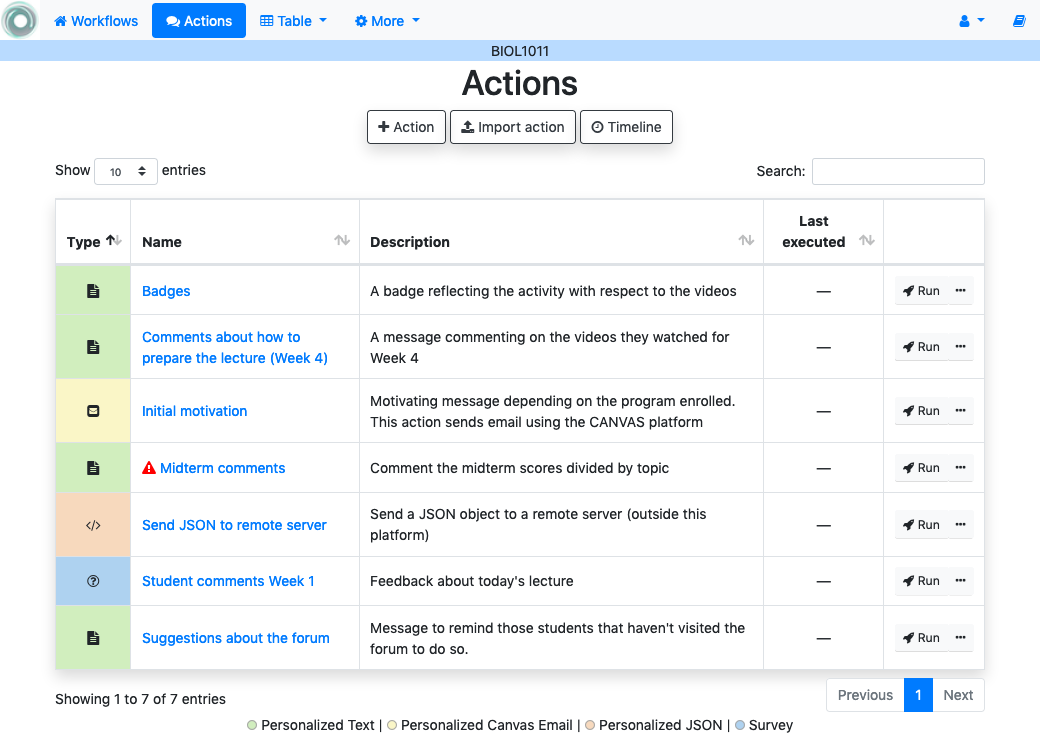 Workflows Actions Table More
BIOL1011
Actions
Action Import action Timeline
Show 10 entries Search:
Type Name Description Last executed
Badges A badge reflecting the activity with respect to the videos — Run
Comments about how to prepare the lecture (Week 4) A message commenting on the videos they watched for Week 4 — Run
Initial motivation Motivating message depending on the program enrolled. This action sends email using the CANVAS platform — Run
Midterm comments Comment the midterm scores divided by topic — Run
Send JSON to remote server Send a JSON object to a remote server (outside this platform) — Run
Student comments Week 1 Feedback about today's lecture — Run
Suggestions about the forum Message to remind those students that haven't visited the forum to do so. — Run
Showing 1 to 7 of 7 entries Previous 1 Next
Personalized Text | Personalized Canvas Email | Personalized JSON | Survey